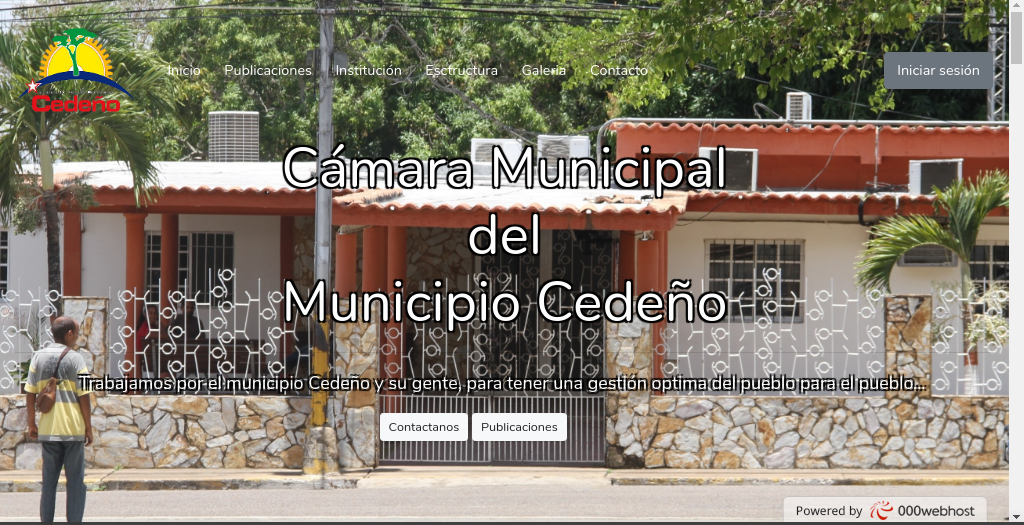 Cedeño
Inicio
Publicaciones
Institución
Esctructura
Galeria
Contacto
Iniciar sesión
Cámara Municipal
del
Municipio Cedeño
Trabajamos por el municipio Cedeño y su gente, para tener una gestión optima del pueblo para el pueblo...
Contactanos
Publicaciones
Powered by 000webhost